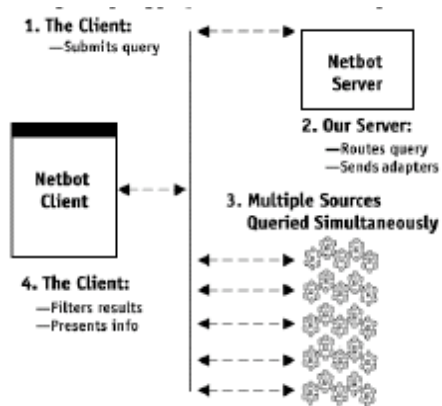 1. The Client:
—Submits query
Netbot
Server
2. Our Server:
—Routes query
—Sends adapters
Netbot
Client
3. Multiple Sources
Queried Simultaneously
4. The Client:
—Filters results
—Presents info